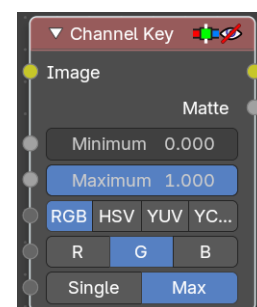 Channel Key
Image
Matte
Minimum 0.000
Maximum 1.000
RGB HSV YUV YC...
R G B
Single Max